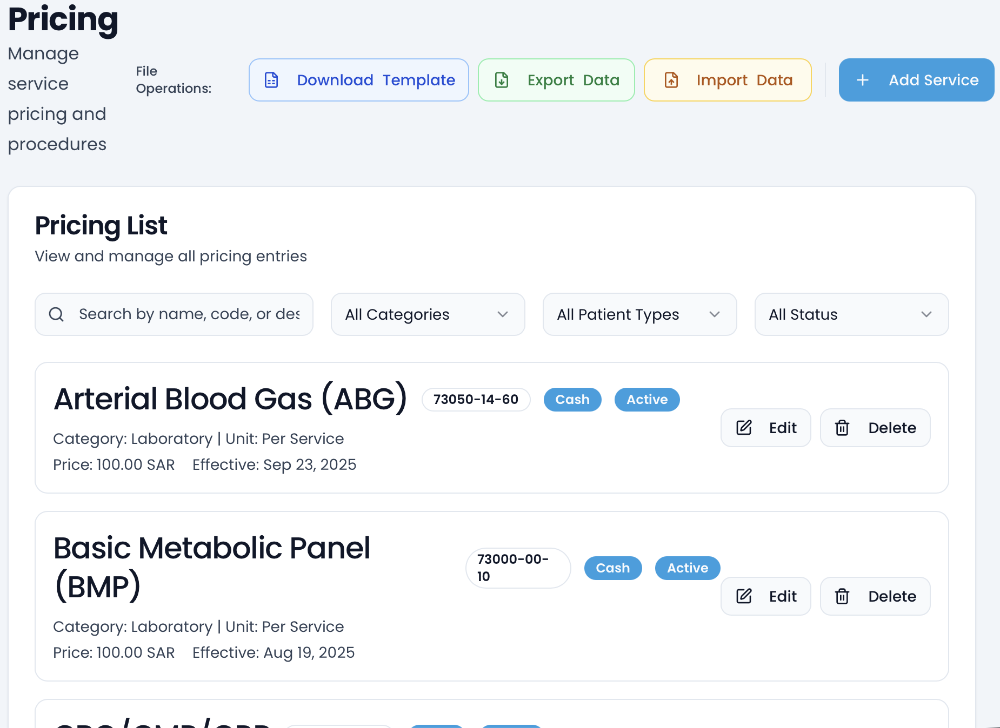 Pricing
Manage
service
pricing and
procedures
File
Operations:
Download Template
Export Data
Import Data
Add Service
Pricing List
View and manage all pricing entries
Search by name, code, or des
All Categories
All Patient Types
All Status
Arterial Blood Gas (ABG)
73050-14-60
Cash
Active
Category: Laboratory | Unit: Per Service
Price: 100.00 SAR Effective: Sep 23, 2025
Edit
Delete
Basic Metabolic Panel
(BMP)
73000-00-
10
Cash
Active
Category: Laboratory | Unit: Per Service
Price: 100.00 SAR Effective: Aug 19, 2025
Edit
Delete